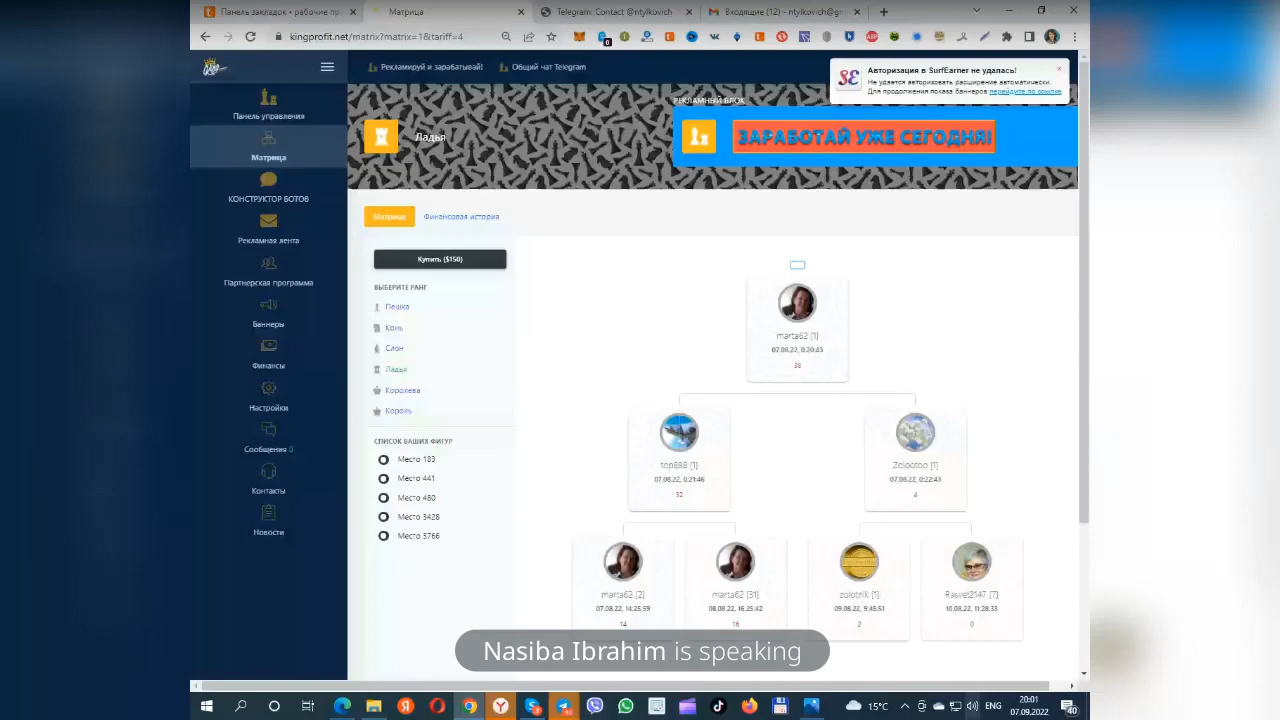 Панель закладок • рабочие пр
Матрица
Telegram: Contact @ntylkovich
Входящие (12) - ntylkovich@gr
kingprofit.net/matrix?matrix=1&tariff=4
Рекламируй и зарабатывай!
Общий чат Telegram
Авторизация в SurfEarner не удалась!
Не удается авторизовать расширение автоматически.
Для продолжения показа баннеров перейдите по ссылке
Панель управления
РЕКЛАМНЫЙ БЛОК
Ладья
ЗАРАБОТАЙ УЖЕ СЕГОДНЯ!
Матрица
КОНСТРУКТОР БОТОВ
Рекламная лента
Партнерская программа
Баннеры
Финансы
Настройки
Сообщения 0
Контакты
Новости
Матрица
Финансовая история
Купить ($150)
ВЫБЕРИТЕ РАНГ
Пешка
Конь
Слон
Ладья
Королева
Король
СПИСОК ВАШИХ ФИГУР
Место 183
Место 441
Место 480
Место 3428
Место 3766
marta62 [1]
07.08.22, 0:20:43
38
top888 [1]
07.08.22, 0:21:46
32
Zolootoo [1]
07.08.22, 0:22:43
4
marta62 [2]
07.08.22, 14:25:59
14
marta62 [31]
08.08.22, 16:25:42
16
zolotnik [1]
09.08.22, 9:45:51
2
Rasvet2147 [7]
10.08.22, 11:28:33
0
Nasiba Ibrahim is speaking
15°C
ENG
20:01
07.09.2022
40